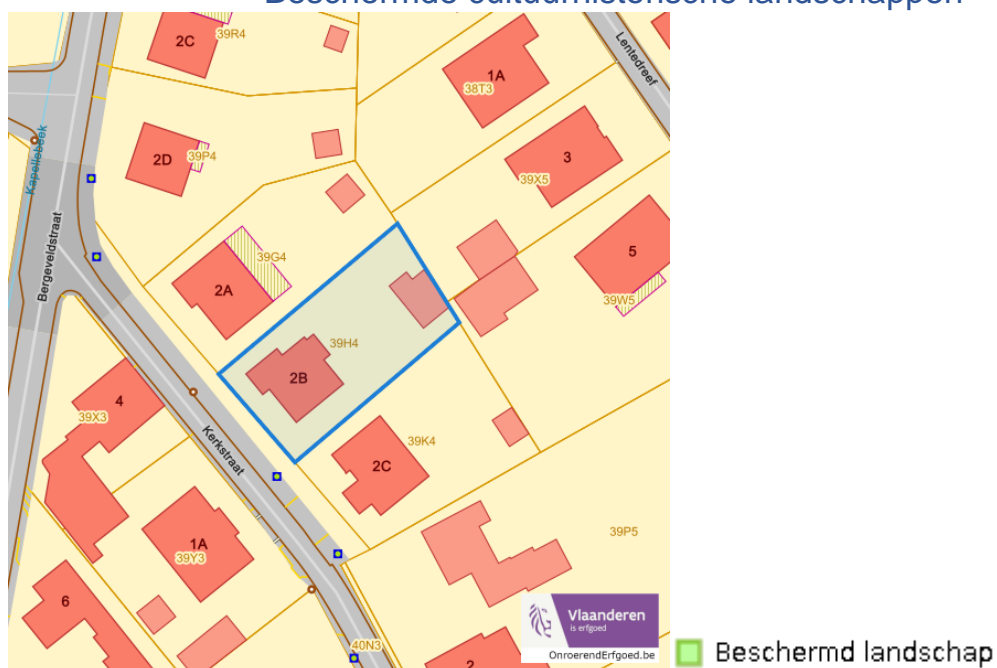 Beschermde cultuurhistorische landschappen
2C
39R4
1A
38T3
Lentedreef
2D
39P4
3
39X5
Kapellebeek
Bergeveldstraat
39G4
2A
5
39W5
39H4
2B
4
39X3
Kerkstraat
39K4
2C
1A
39Y3
39P5
6
40N3
2
Vlaanderen
is erfgoed
OnroerendErfgoed.be
Beschermd landschap